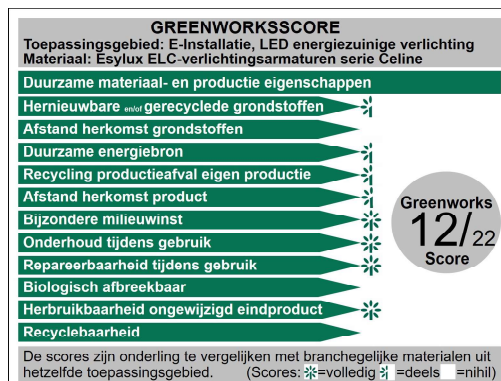 GREENWORKSSCORE
Toepassingsgebied: E-Installatie, LED energiezuinige verlichting
Materiaal: Esylux ELC-verlichtingsarmaturen serie Celine
Duurzame materiaal- en productie eigenschappen
Hernieuwbare en/of gerecyclede grondstoffen
Afstand herkomst grondstoffen
Duurzame energiebron
Recycling productieafval eigen productie
Afstand herkomst product
Bijzondere milieuwinst
Onderhoud tijdens gebruik
Repareerbaarheid tijdens gebruik
Biologisch afbreekbaar
Herbruikbaarheid ongewijzigd eindproduct
Recyclebaarheid
Greenworks
12/22
Score
De scores zijn onderling te vergelijken met branchegelijke materialen uit
hetzelfde toepassingsgebied. (Scores: =volledig =deels =nihil)